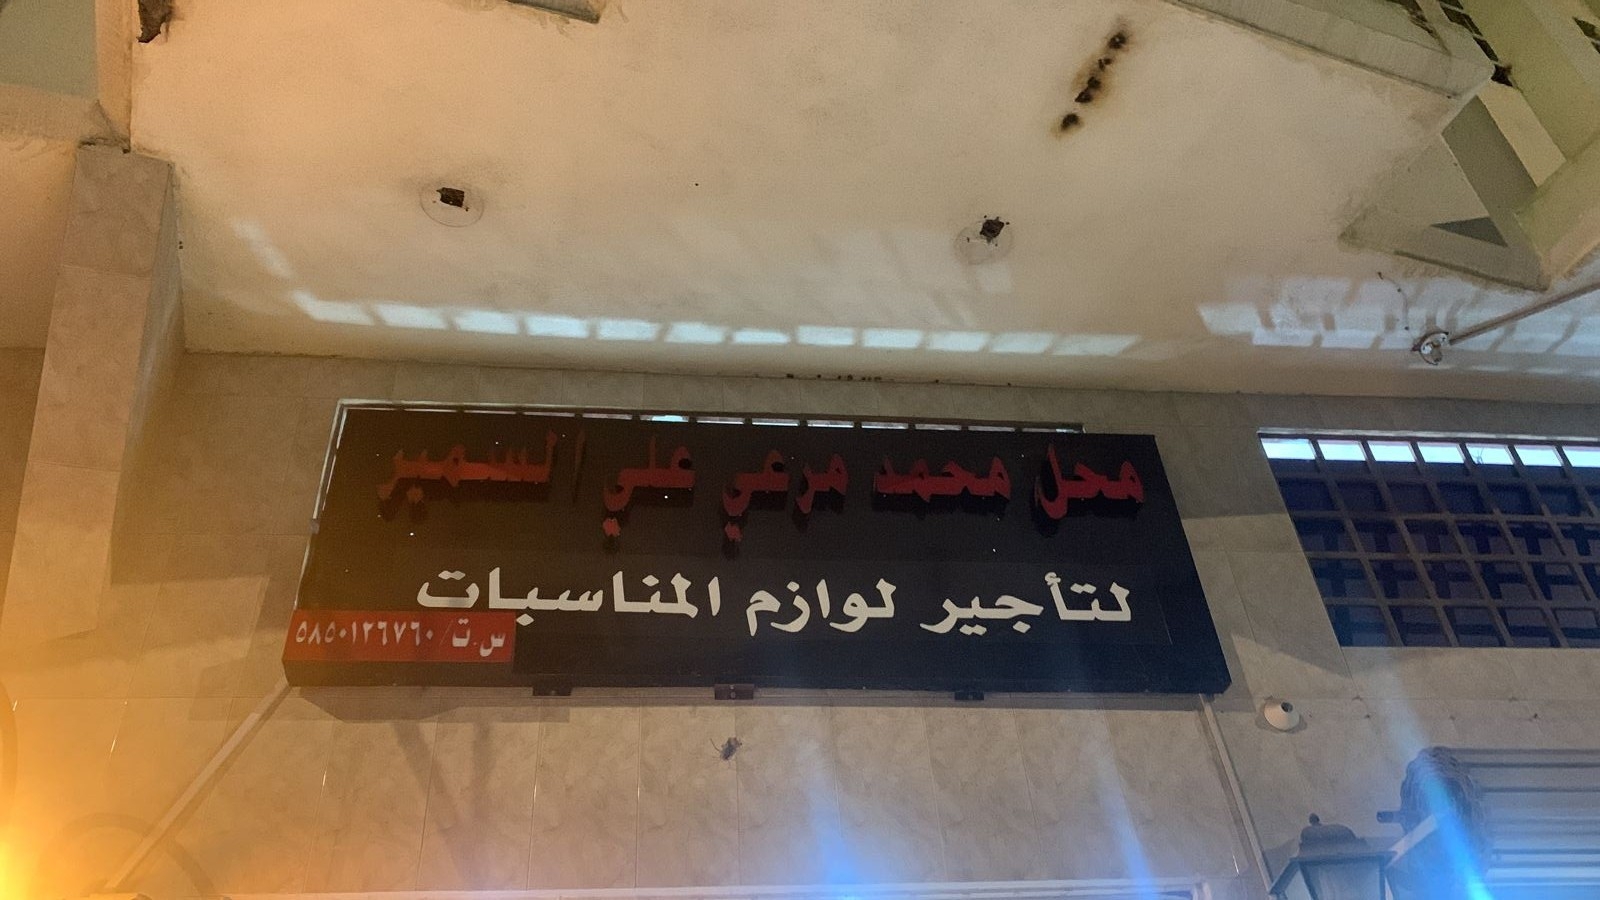 محل محمد مرعي علي السمير
لتأجير لوازم المناسبات
س.ت/ ٥٨٥٠١٢٦٧٦٠